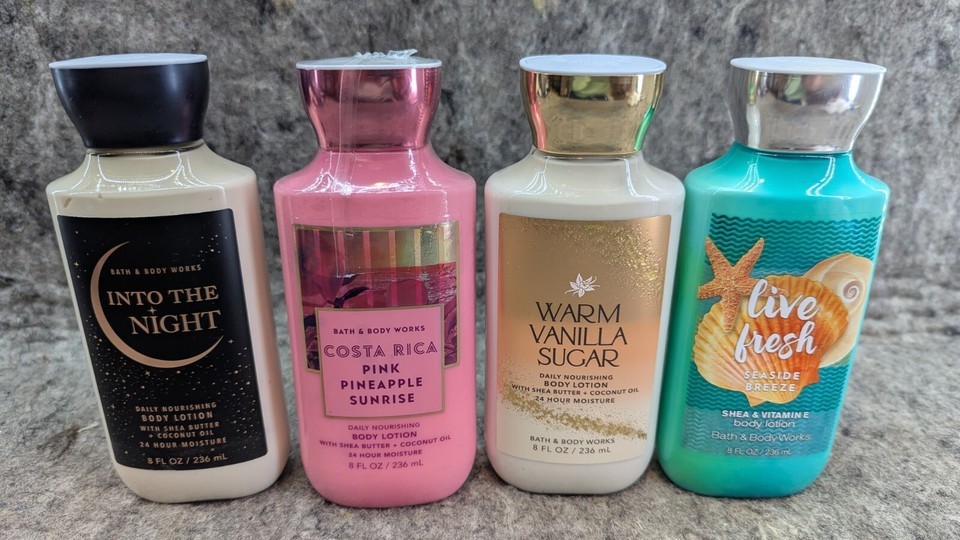 BATH & BODY WORKS
INTO THE
NIGHT
DAILY NOURISHING
BODY LOTION
WITH SHEA BUTTER
+ COCONUT OIL
24 HOUR MOISTURE
8 FL OZ / 236 mL
BATH & BODY WORKS
COSTA RICA
PINK
PINEAPPLE
SUNRISE
DAILY NOURISHING
BODY LOTION
WITH SHEA BUTTER + COCONUT OIL
24 HOUR MOISTURE
8 FL OZ / 236 mL
WARM
VANILLA
SUGAR
DAILY NOURISHING
BODY LOTION
WITH SHEA BUTTER + COCONUT OIL
24 HOUR MOISTURE
BATH & BODY WORKS
8 FL OZ / 236 mL
live
fresh
SEASIDE
BREEZE
SHEA & VITAMIN E
body lotion
Bath & Body Works
8 FL OZ / 236 mL